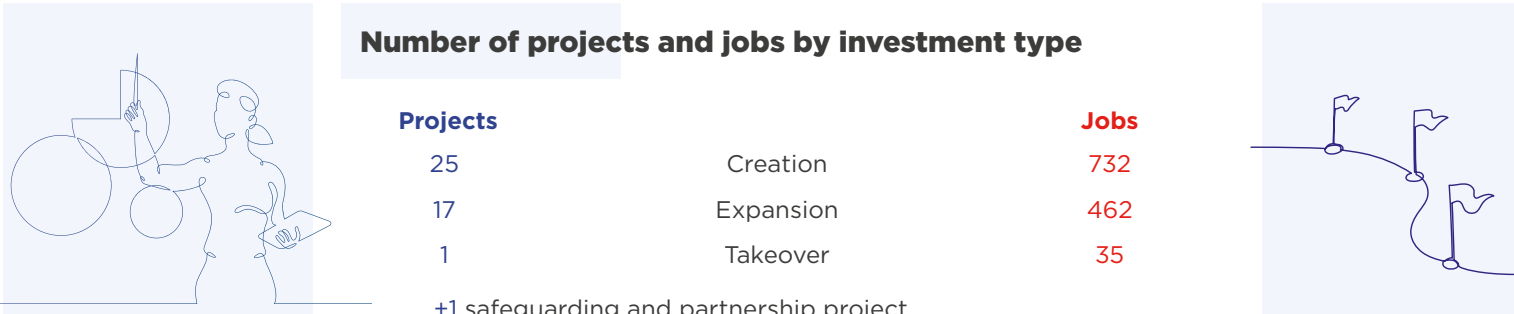 Number of projects and jobs by investment type
Projects Jobs
25 Creation 732
17 Expansion 462
1 Takeover 35
+1 safeguarding and partnership project